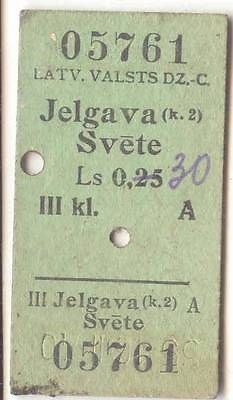 05761
LATV. VALSTS DZ.-C.
Jelgava (k. 2)
Svēte
Ls 0,25 30
III kl. A
III Jelgava (k. 2) A
Svēte
05761